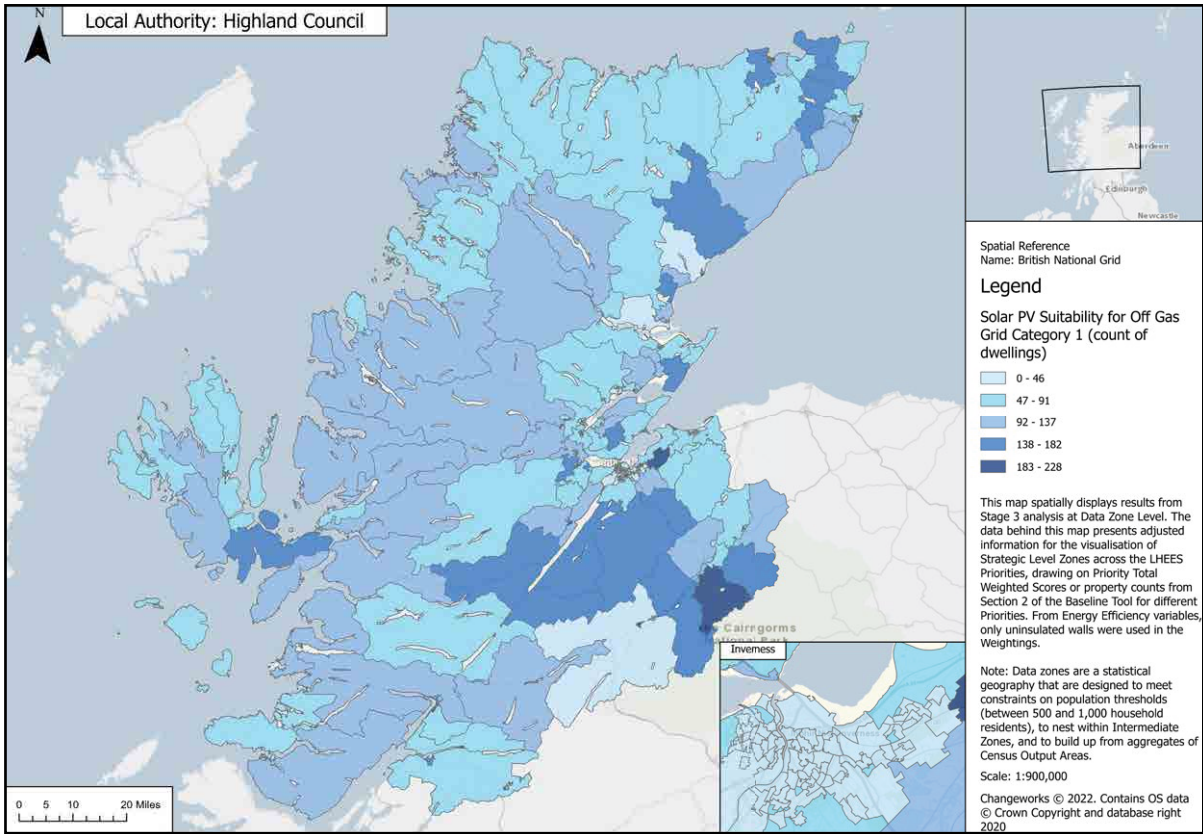 N
Local Authority: Highland Council
Aberdeen
Edinburgh
Newcastle
Spatial Reference
Name: British National Grid
Legend
Solar PV Suitability for Off Gas
Grid Category 1 (count of
dwellings)
0 - 46
47 - 91
92 - 137
138 - 182
183 - 228
This map spatially displays results from
Stage 3 analysis at Data Zone Level. The
data behind this map presents adjusted
information for the visualisation of
Strategic Level Zones across the LHEES
Priorities, drawing on Priority Total
Weighted Scores or property counts from
Section 2 of the Baseline Tool for different
Priorities. From Energy Efficiency variables,
only uninsulated walls were used in the
Weightings.
Note: Data zones are a statistical
geography that are designed to meet
constraints on population thresholds
(between 500 and 1,000 household
residents), to nest within Intermediate
Zones, and to build up from aggregates of
Census Output Areas.
Scale: 1:900,000
Changeworks © 2022. Contains OS data
© Crown Copyright and database right
2020
Cairngorms
National Park
Inverness
0 5 10 20 Miles